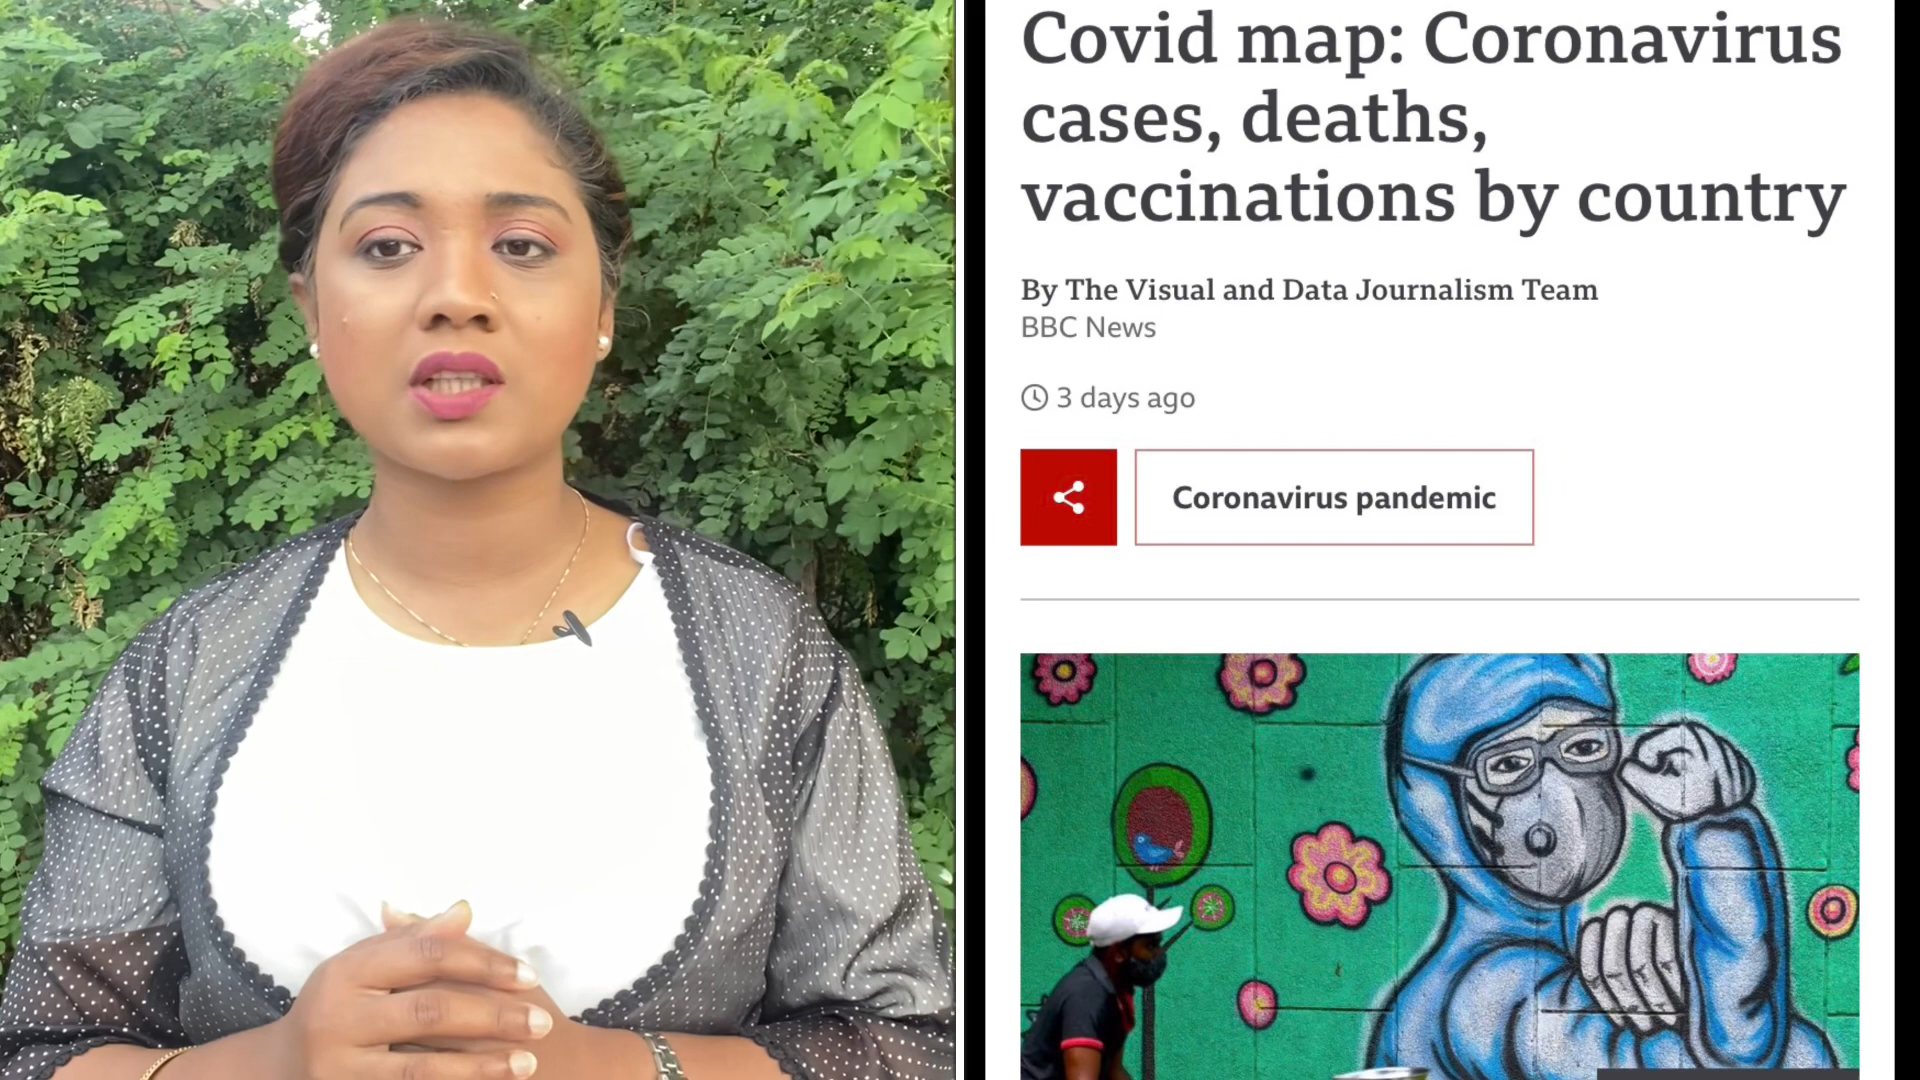 Covid map: Coronavirus
cases, deaths,
vaccinations by country
By The Visual and Data Journalism Team
BBC News
3 days ago
Coronavirus pandemic